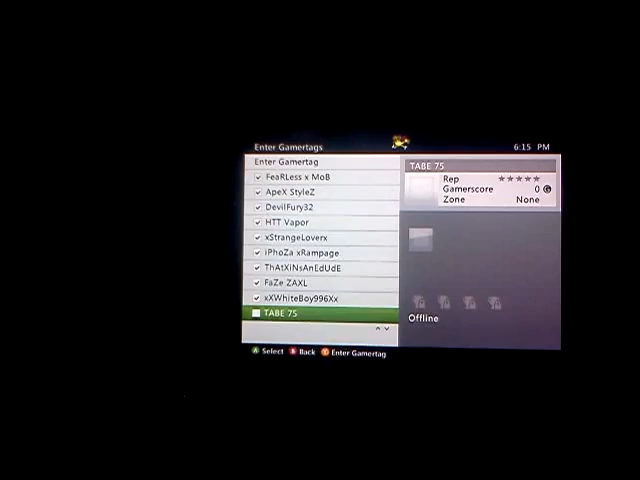 Enter Gamertags
6:15 PM
Enter Gamertag
FeaRLess x MoB
ApeX StyleZ
DevilFury32
HTT Vapor
xStrangeLoverx
iPhoZa xRampage
ThAtXiNsAnEdUdE
FaZe ZAXL
xXWhiteBoy996Xx
TABE 75
TABE 75
Rep
Gamerscore 0 G
Zone None
Offline
A Select B Back Y Enter Gamertag